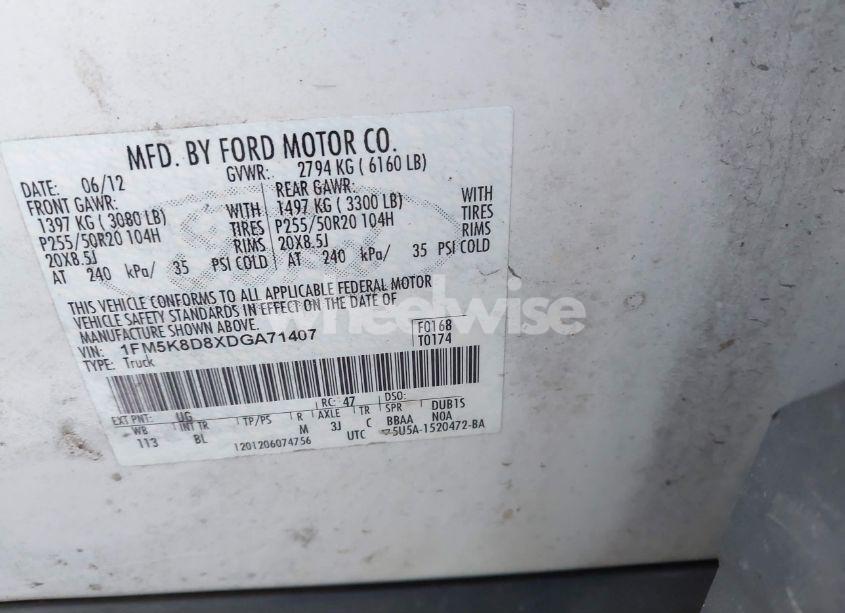 MFD. BY FORD MOTOR CO.
DATE: 06/12 GVWR: 2794 KG ( 6160 LB)
FRONT GAWR: REAR GAWR:
1397 KG ( 3080 LB) WITH 1497 KG ( 3300 LB) WITH
P255/50R20 104H TIRES P255/50R20 104H TIRES
20X8.5J RIMS 20X8.5J RIMS
AT 240 kPa/ 35 PSI COLD AT 240 kPa/ 35 PSI COLD
THIS VEHICLE CONFORMS TO ALL APPLICABLE FEDERAL MOTOR
VEHICLE SAFETY STANDARDS IN EFFECT ON THE DATE OF
MANUFACTURE SHOWN ABOVE.
VIN: 1FM5K8D8XDGA71407 F0168
TYPE: Truck T0174
EXT PNT: UG RC: 47 DSO:
WB INT TR TP/PS R AXLE TR SPR DUB1S
113 BL M 3J C BBAA N0A
1201206074756 UTC 5U5A-1520472-BA
wheelwise